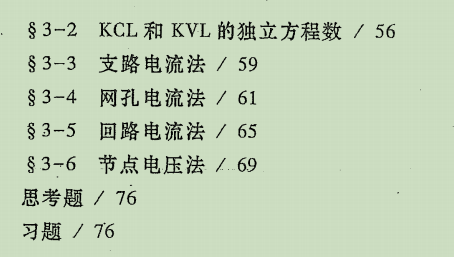 §3-2 KCL 和 KVL 的独立方程数 / 56
§3-3 支路电流法 / 59
§3-4 网孔电流法 / 61
§3-5 回路电流法 / 65
§3-6 节点电压法 / 69
思考题 / 76
习题 / 76